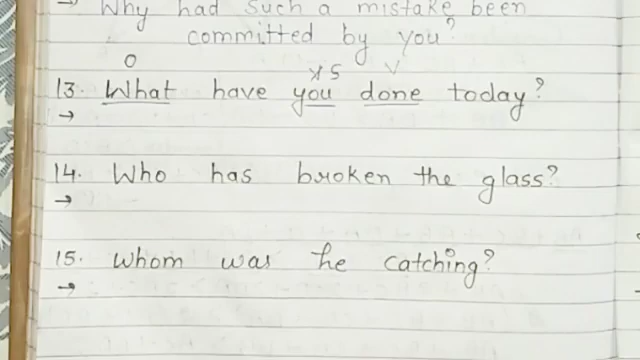 → Why had such a mistake been
committed by you?
O S V
13. What have you done today?
→
14. Who has broken the glass?
→
15. Whom was he catching?
→